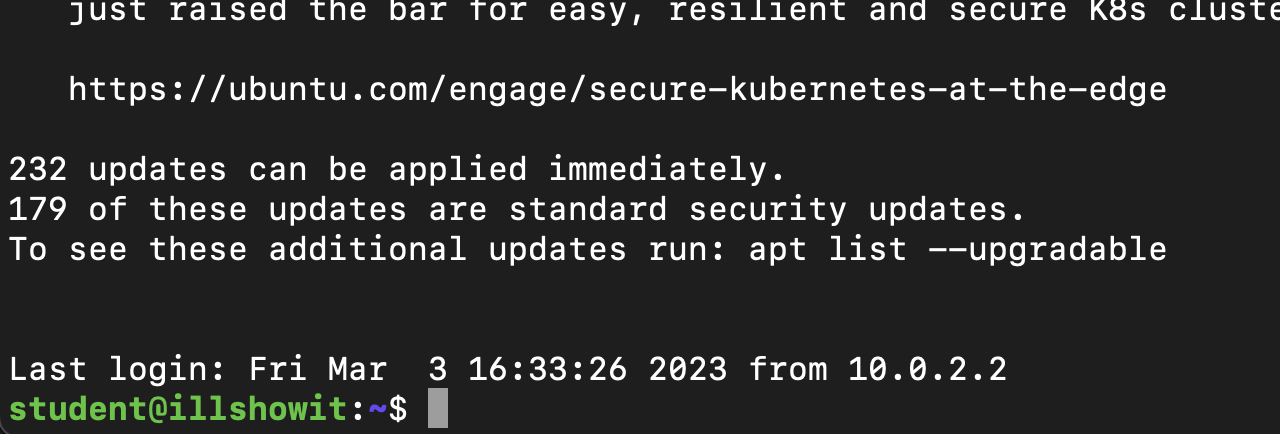 just raised the bar for easy, resilient and secure K8s cluste
https://ubuntu.com/engage/secure-kubernetes-at-the-edge
232 updates can be applied immediately.
179 of these updates are standard security updates.
To see these additional updates run: apt list --upgradable
Last login: Fri Mar  3 16:33:26 2023 from 10.0.2.2
student@illshowit:~$